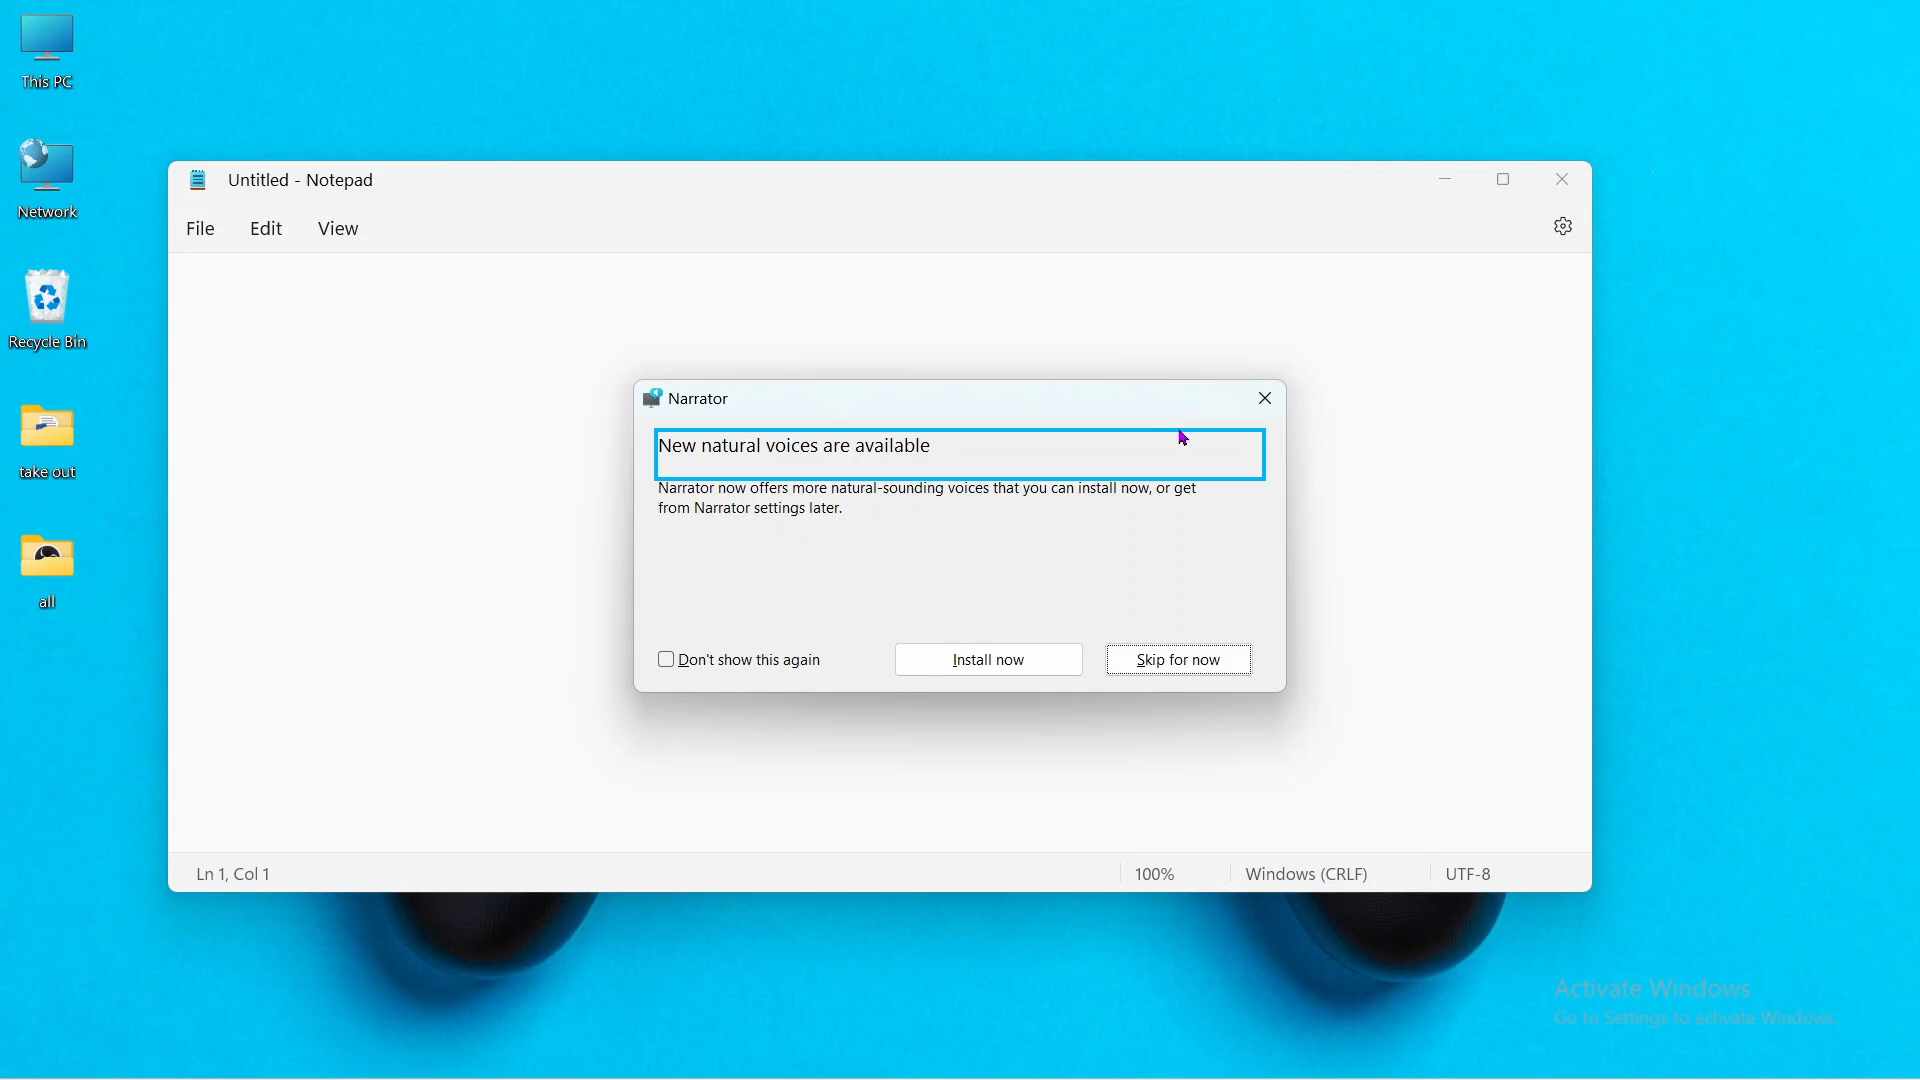 This PC
Network
Recycle Bin
take out
all
Untitled - Notepad
File Edit View
Narrator
New natural voices are available
Narrator now offers more natural-sounding voices that you can install now, or get
from Narrator settings later.
Don't show this again Install now Skip for now
Ln 1, Col 1 100% Windows (CRLF) UTF-8
Activate Windows
Go to Settings to activate Windows.